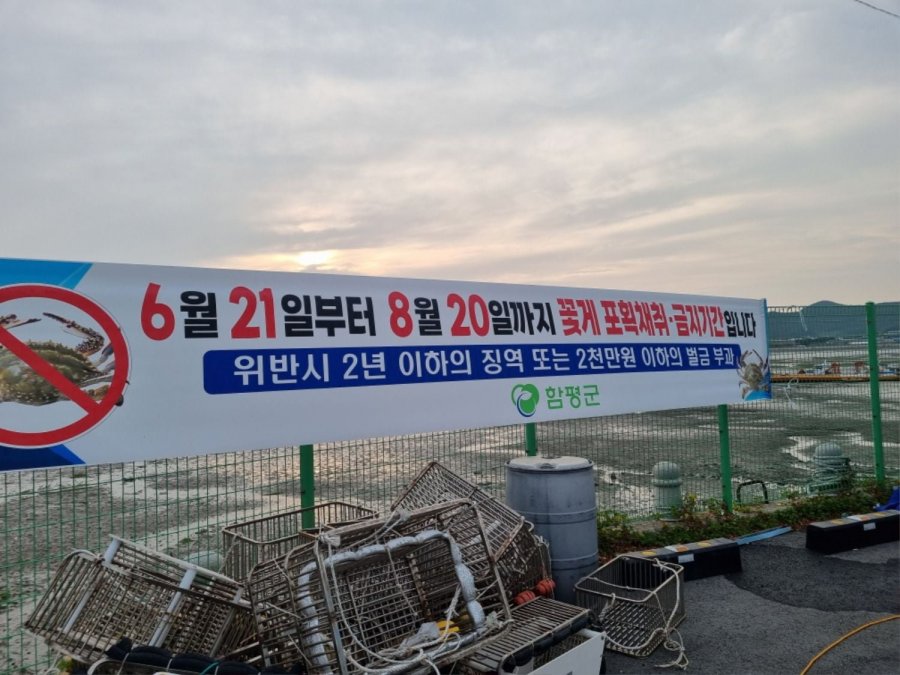 6월 21일부터 8월 20일까지 꽃게 포획채취·금지기간입니다
위반시 2년 이하의 징역 또는 2천만원 이하의 벌금 부과
함평군